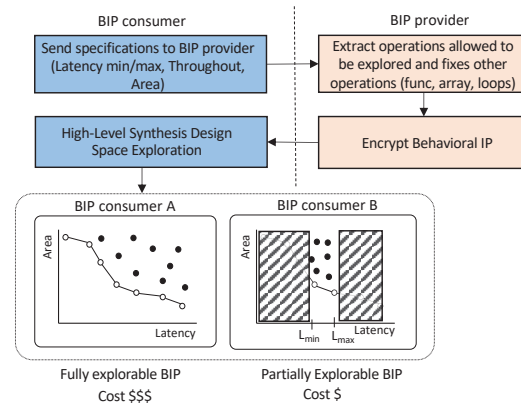 BIP consumer
BIP provider
Send specifications to BIP provider
(Latency min/max, Throughout,
Area)
Extract operations allowed to
be explored and fixes other
operations (func, array, loops)
High-Level Synthesis Design
Space Exploration
Encrypt Behavioral IP
BIP consumer A
Area
Latency
BIP consumer B
Area
Lmin
Lmax
Latency
Fully explorable BIP
Cost $$$
Partially Explorable BIP
Cost $